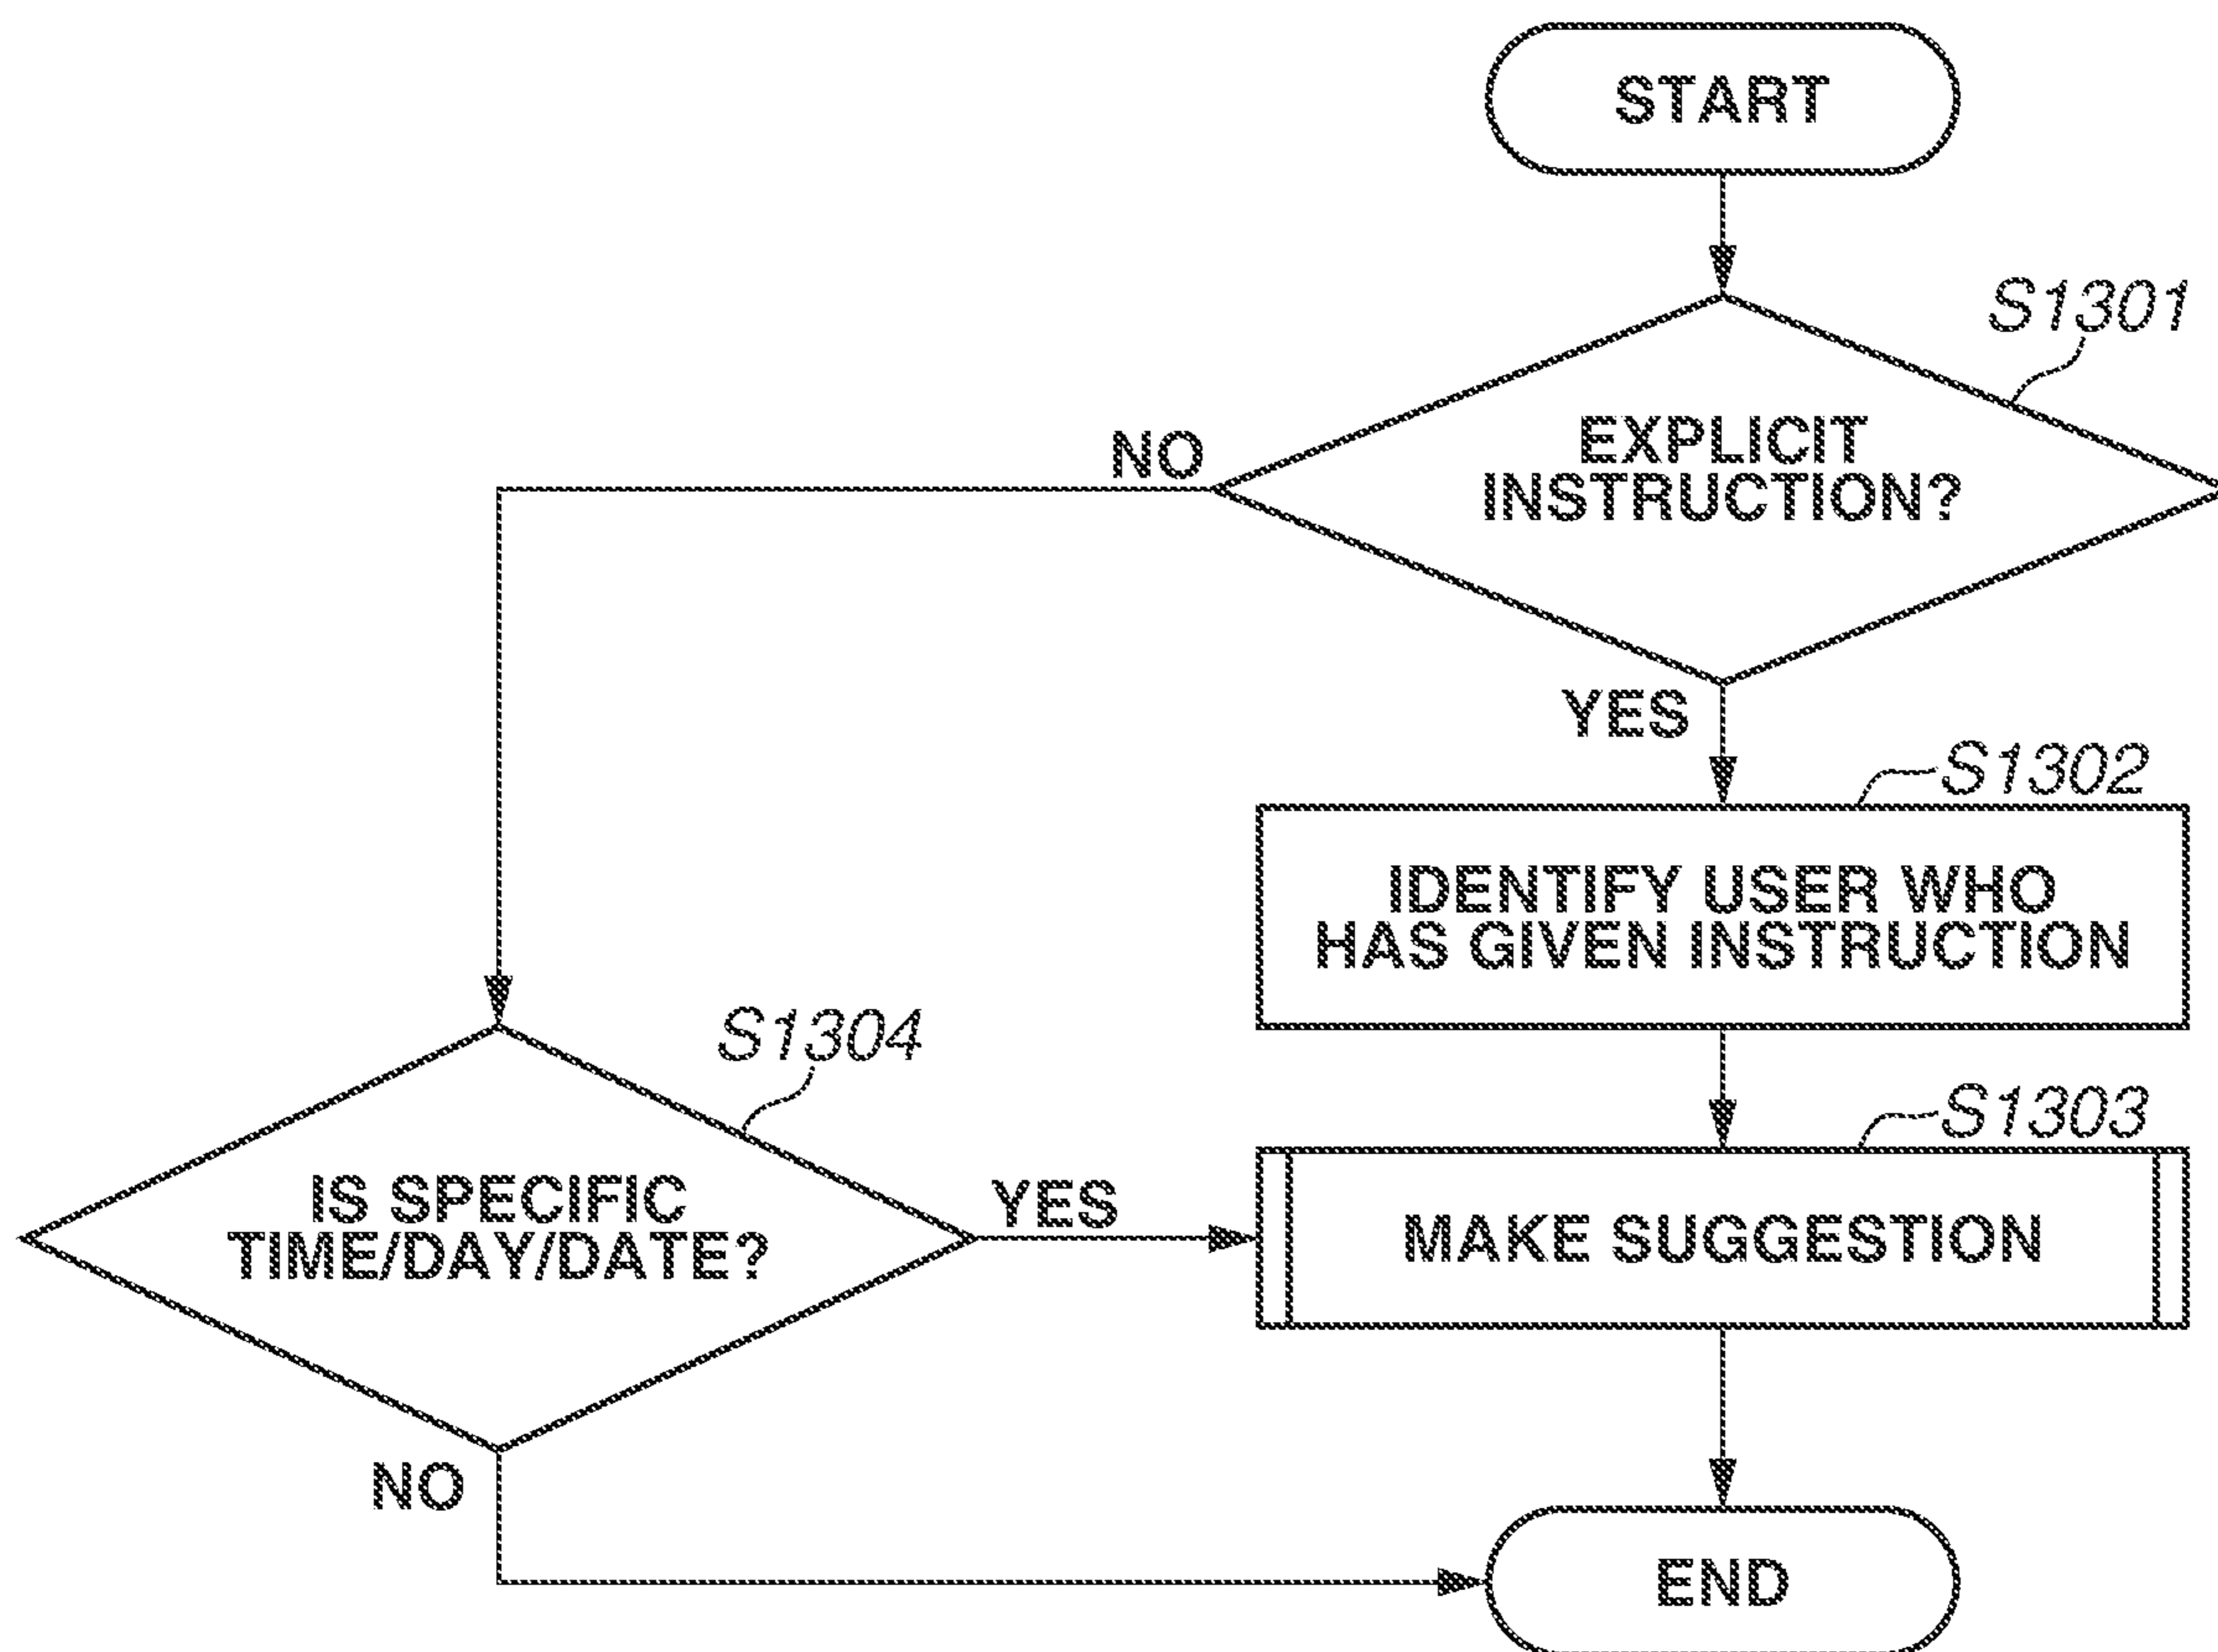 START
S1301
EXPLICIT
INSTRUCTION?
NO
YES
S1302
IDENTIFY USER WHO
HAS GIVEN INSTRUCTION
S1304
S1303
IS SPECIFIC
TIME/DAY/DATE?
YES
MAKE SUGGESTION
NO
END